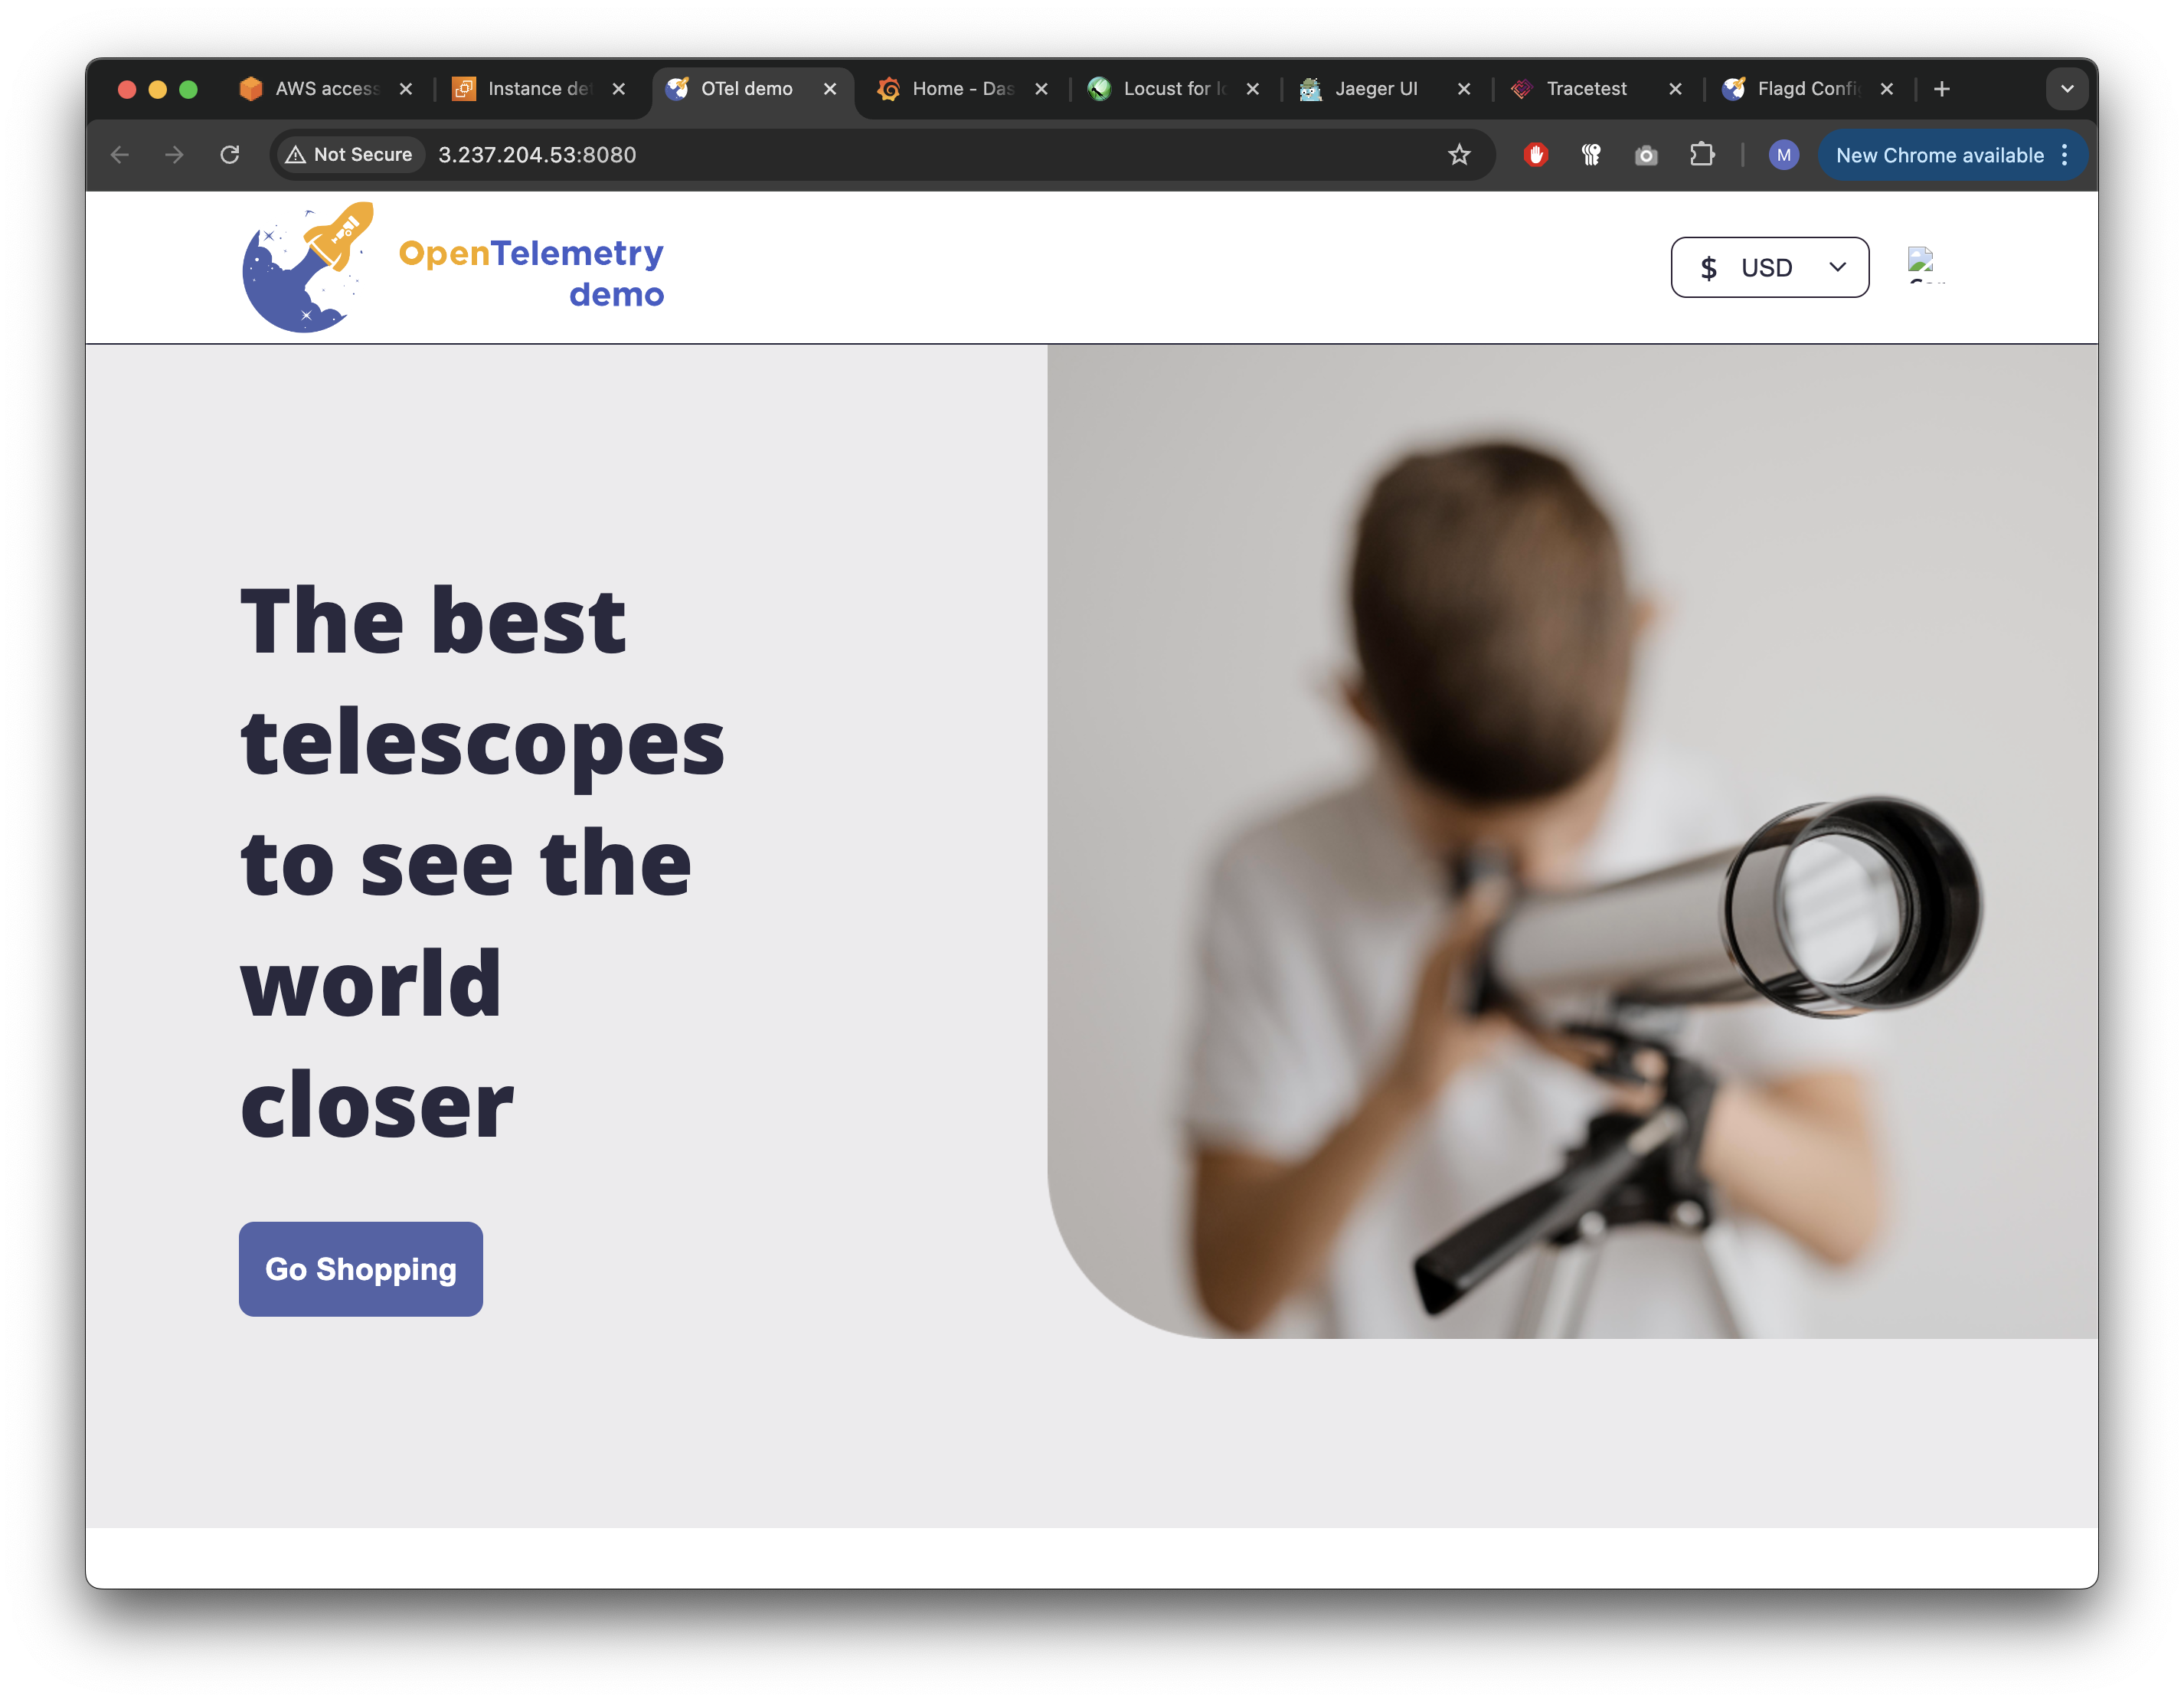 AWS access
Instance de
OTel demo
Home - Das
Locust for lo
Jaeger UI
Tracetest
Flagd Confi
Not Secure
3.237.204.53:8080
M
New Chrome available
OpenTelemetry
demo
$ USD
The best
telescopes
to see the
world
closer
Go Shopping